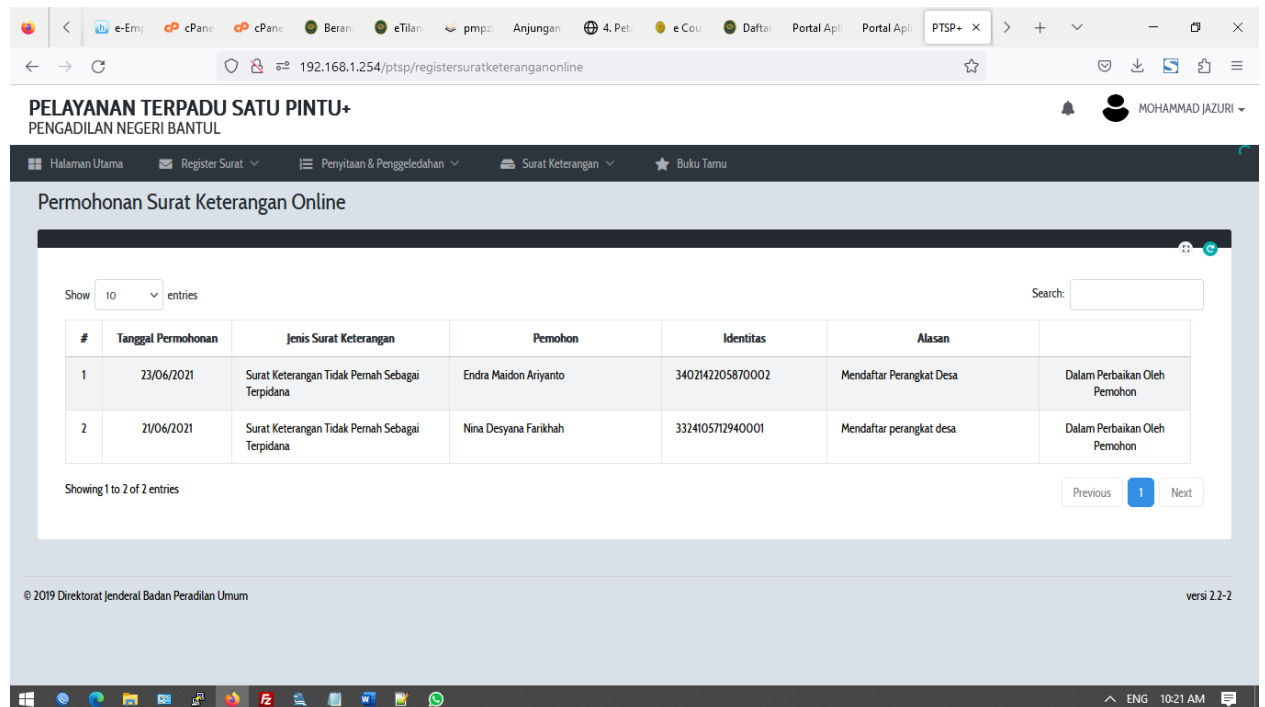 e-Emp cPane cPane Beran eTilan pmpzi Anjungan 4. Peta e Cou Daftar Portal Apli Portal Apli PTSP+
192.168.1.254/ptsp/registersuratketeranganonline
PELAYANAN TERPADU SATU PINTU+
PENGADILAN NEGERI BANTUL
MOHAMMAD JAZURI
Halaman Utama Register Surat Penyitaan & Penggeledahan Surat Keterangan Buku Tamu
Permohonan Surat Keterangan Online
Show 10 entries Search:
# Tanggal Permohonan Jenis Surat Keterangan Pemohon Identitas Alasan
1 23/06/2021 Surat Keterangan Tidak Pernah Sebagai Endra Maidon Ariyanto 3402142205870002 Mendaftar Perangkat Desa Dalam Perbaikan Oleh
Terpidana Pemohon
2 21/06/2021 Surat Keterangan Tidak Pernah Sebagai Nina Desyana Farikhah 3324105712940001 Mendaftar perangkat desa Dalam Perbaikan Oleh
Terpidana Pemohon
Showing 1 to 2 of 2 entries Previous 1 Next
© 2019 Direktorat Jenderal Badan Peradilan Umum versi 2.2-2
ENG 10:21 AM